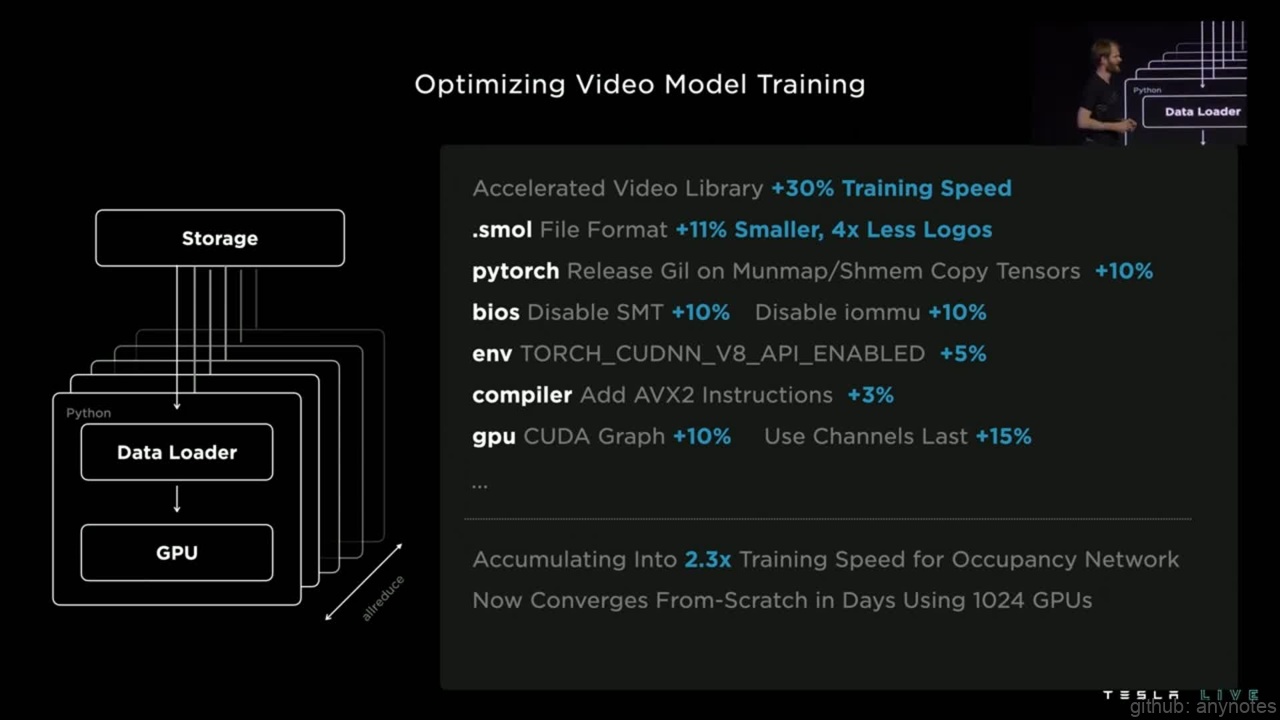 Optimizing Video Model Training
Python
Data Loader
Accelerated Video Library +30% Training Speed
.smol File Format +11% Smaller, 4x Less Logos
pytorch Release Gil on Munmap/Shmem Copy Tensors +10%
bios Disable SMT +10% Disable iommu +10%
env TORCH_CUDNN_V8_API_ENABLED +5%
compiler Add AVX2 Instructions +3%
gpu CUDA Graph +10% Use Channels Last +15%
...
Accumulating Into 2.3x Training Speed for Occupancy Network
Now Converges From-Scratch in Days Using 1024 GPUs
Storage
Python
Data Loader
GPU
allreduce
TESLA LIVE
github: anynotes